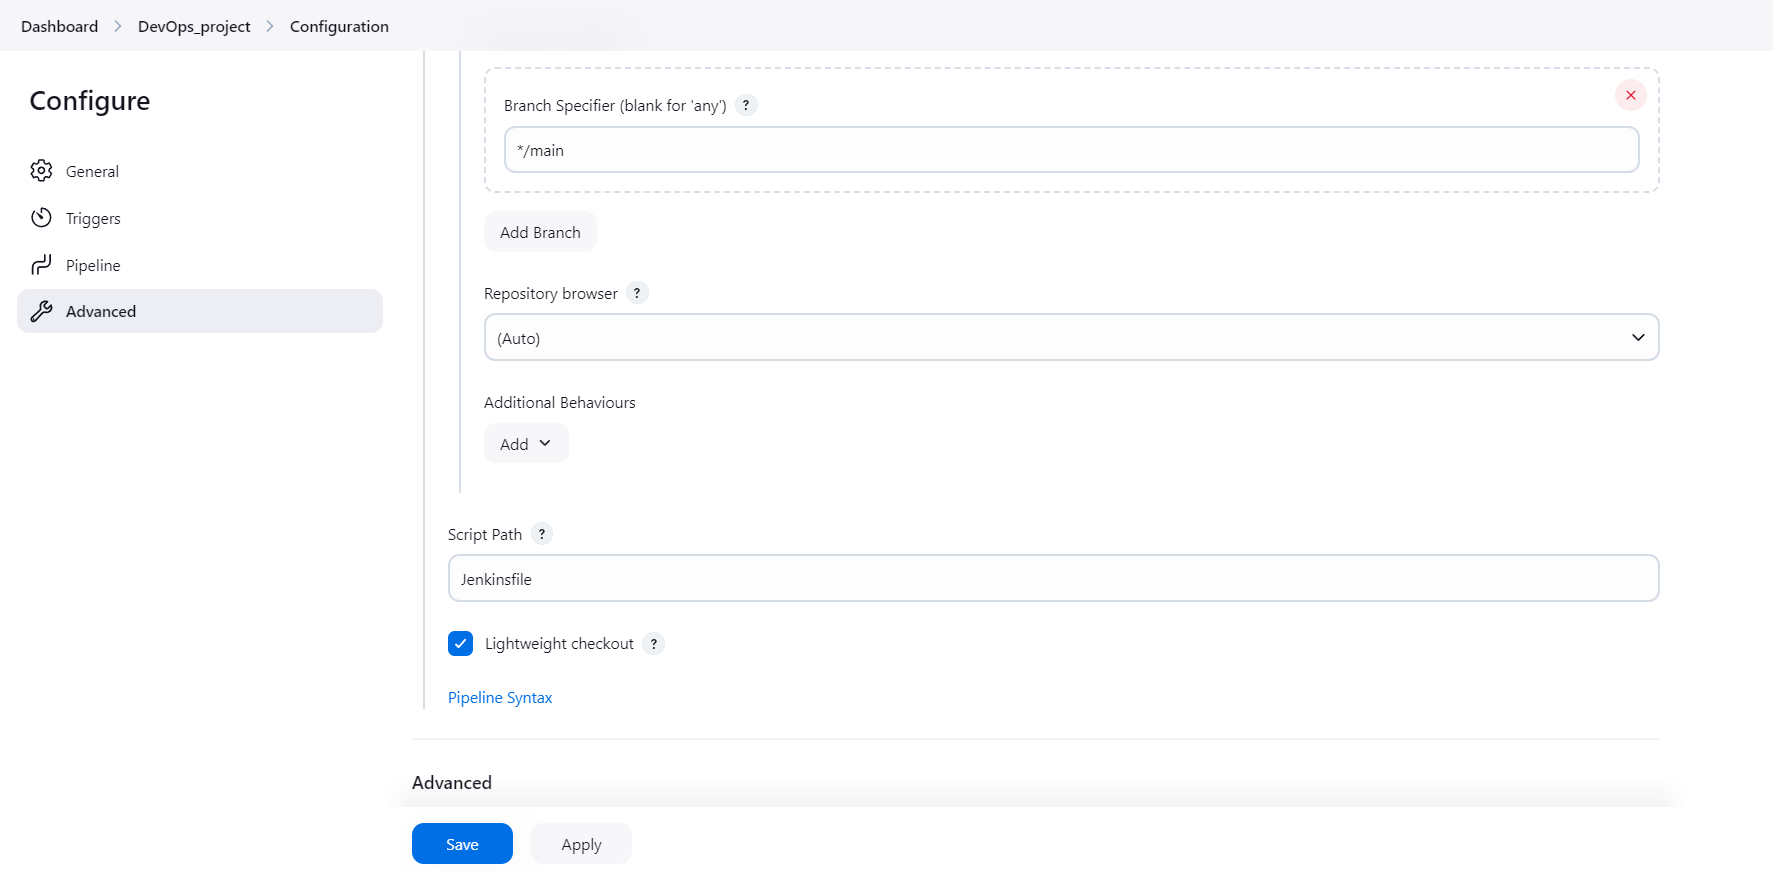 Dashboard > DevOps_project > Configuration
Configure
General
Triggers
Pipeline
Advanced
Branch Specifier (blank for 'any') ?
*/main
Add Branch
Repository browser ?
(Auto)
Additional Behaviours
Add
Script Path ?
Jenkinsfile
Lightweight checkout ?
Pipeline Syntax
Advanced
Save Apply